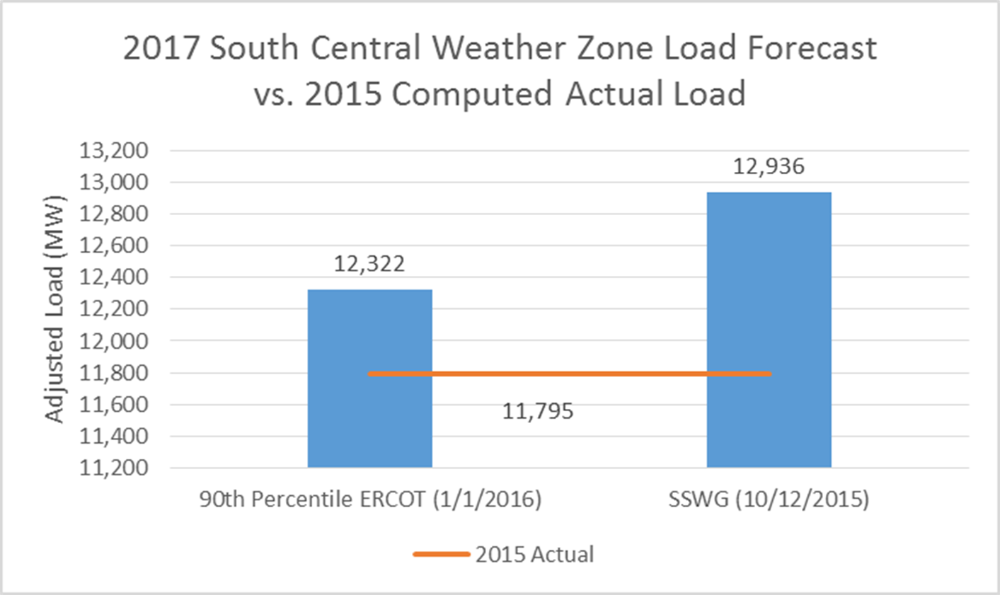 2017 South Central Weather Zone Load Forecast
vs. 2015 Computed Actual Load
Adjusted Load (MW)
13,200
13,000
12,800
12,600
12,400
12,200
12,000
11,800
11,600
11,400
11,200
12,322
12,936
11,795
90th Percentile ERCOT (1/1/2016)
SSWG (10/12/2015)
2015 Actual